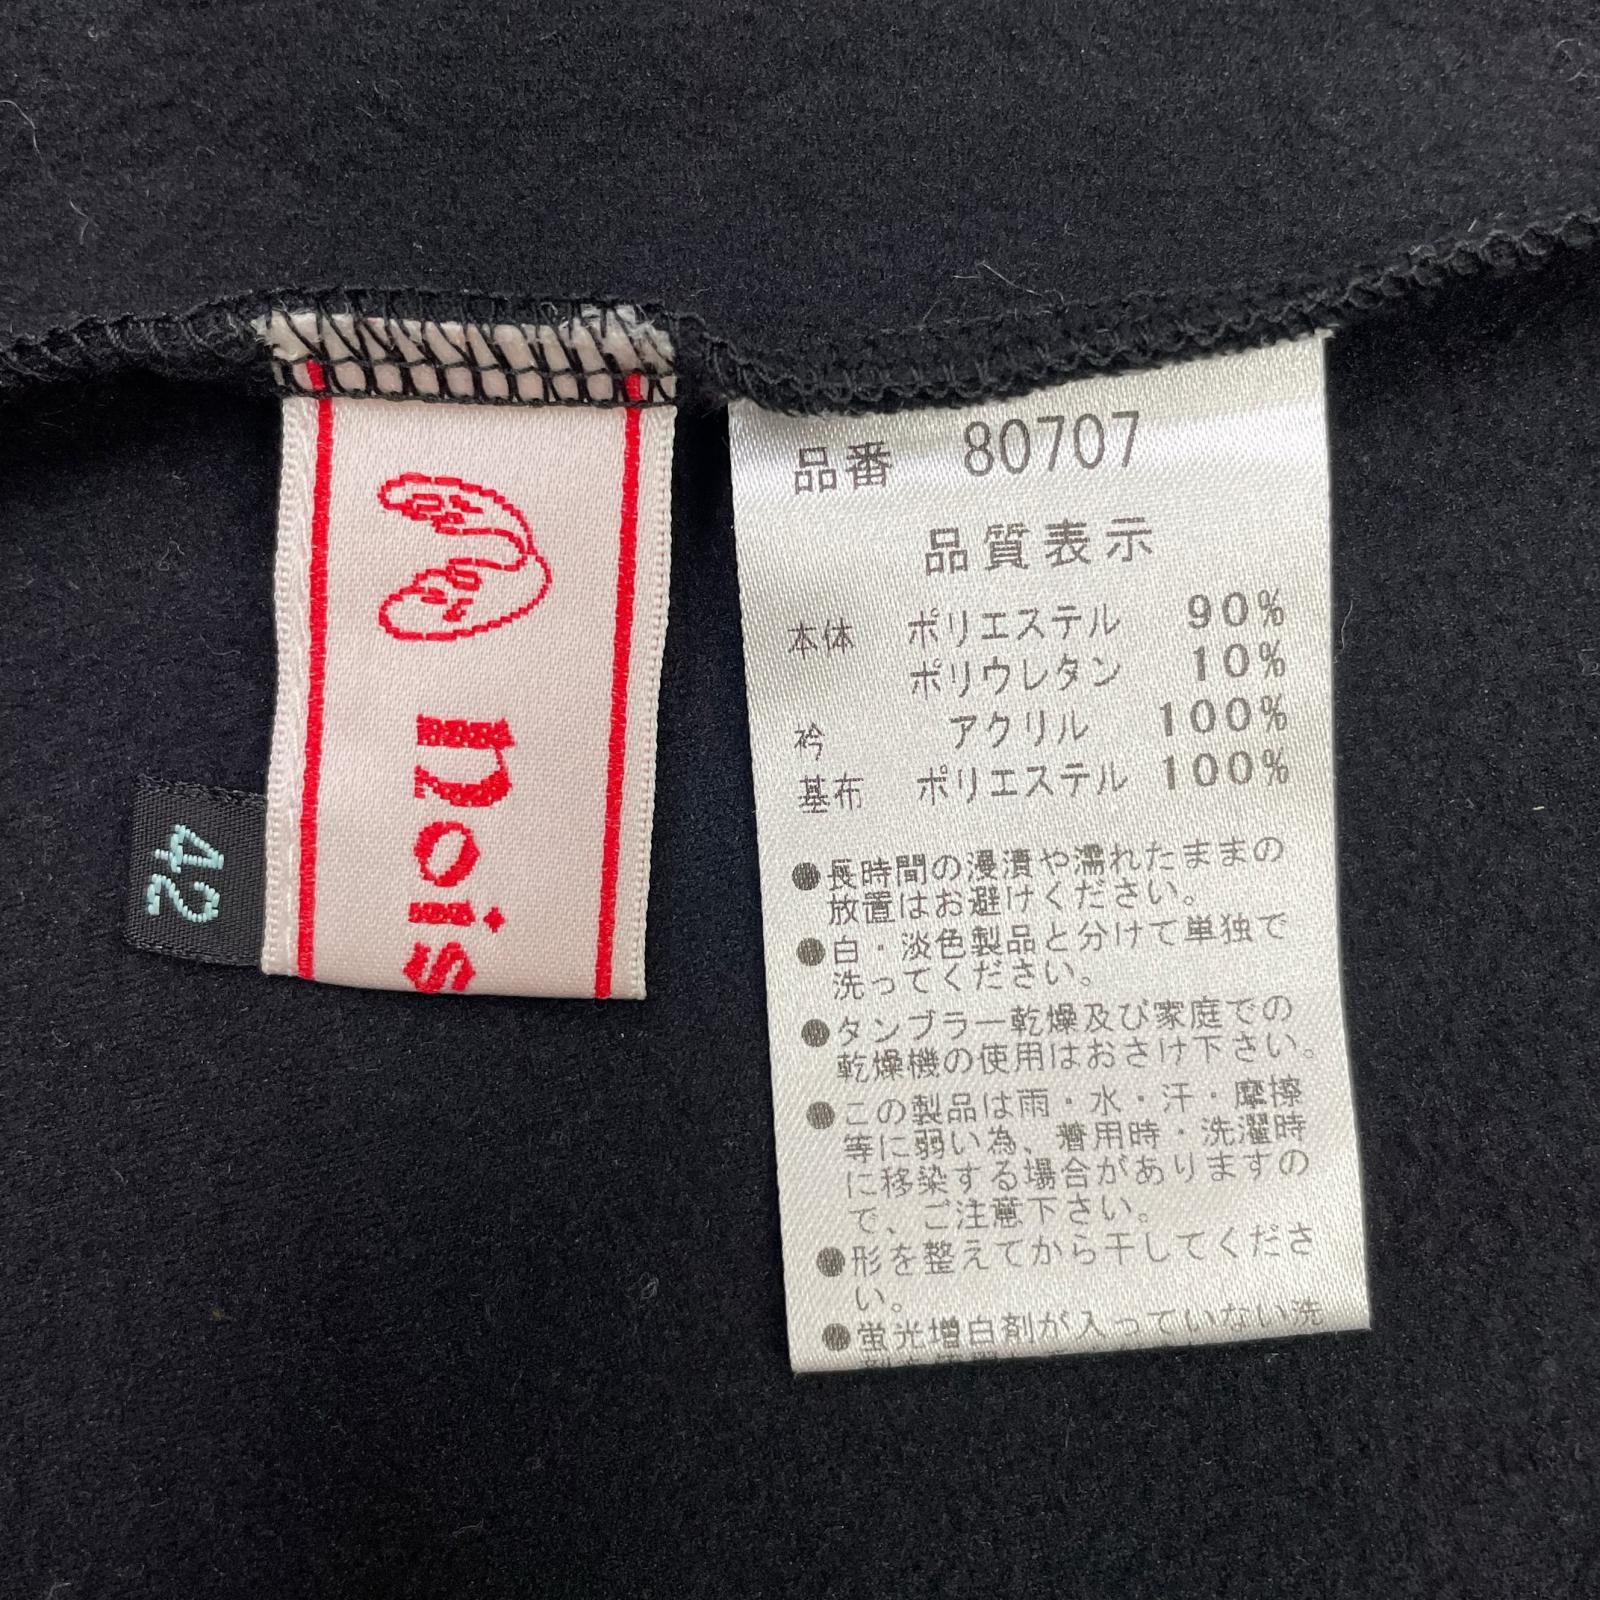 nois
42
品番 80707
品質表示
本体 ポリエステル 90%
ポリウレタン 10%
衿 アクリル 100%
基布 ポリエステル 100%
●長時間の浸漬や濡れたままの
放置はお避けください。
●白・淡色製品と分けて単独で
洗ってください。
●タンブラー乾燥及び家庭での
乾燥機の使用はおさけ下さい。
●この製品は雨・水・汗・摩擦
等に弱い為、着用時・洗濯時
に移染する場合がありますの
で、ご注意下さい。
●形を整えてから干してくださ
い。
●蛍光増白剤が入っていない洗